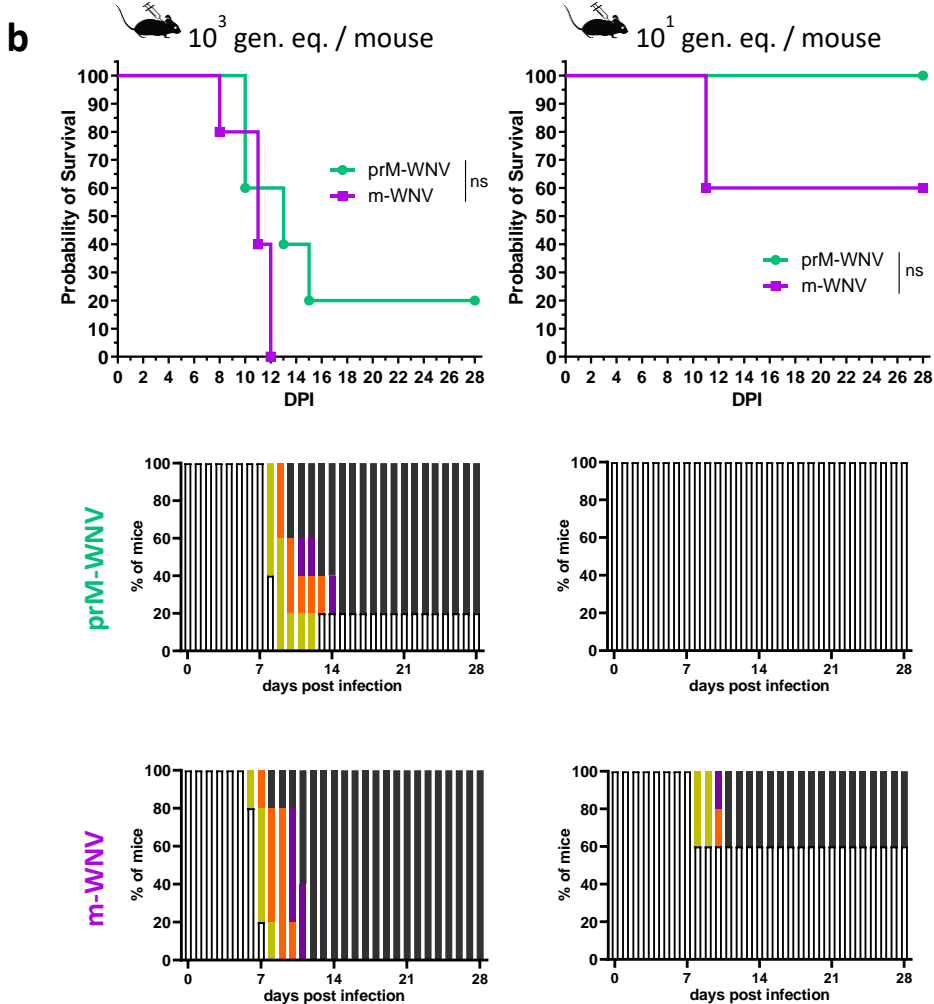 b
10³ gen. eq. / mouse
10¹ gen. eq. / mouse
Probability of Survival
100
90
80
70
60
50
40
30
20
10
0
0 2 4 6 8 10 12 14 16 18 20 22 24 26 28
DPI
prM-WNV
m-WNV
ns
Probability of Survival
100
90
80
70
60
50
40
30
20
10
0
0 2 4 6 8 10 12 14 16 18 20 22 24 26 28
DPI
prM-WNV
m-WNV
ns
prM-WNV
% of mice
100
80
60
40
20
0
0 7 14 21 28
days post infection
% of mice
100
80
60
40
20
0
0 7 14 21 28
days post infection
m-WNV
% of mice
100
80
60
40
20
0
0 7 14 21 28
days post infection
% of mice
100
80
60
40
20
0
0 7 14 21 28
days post infection